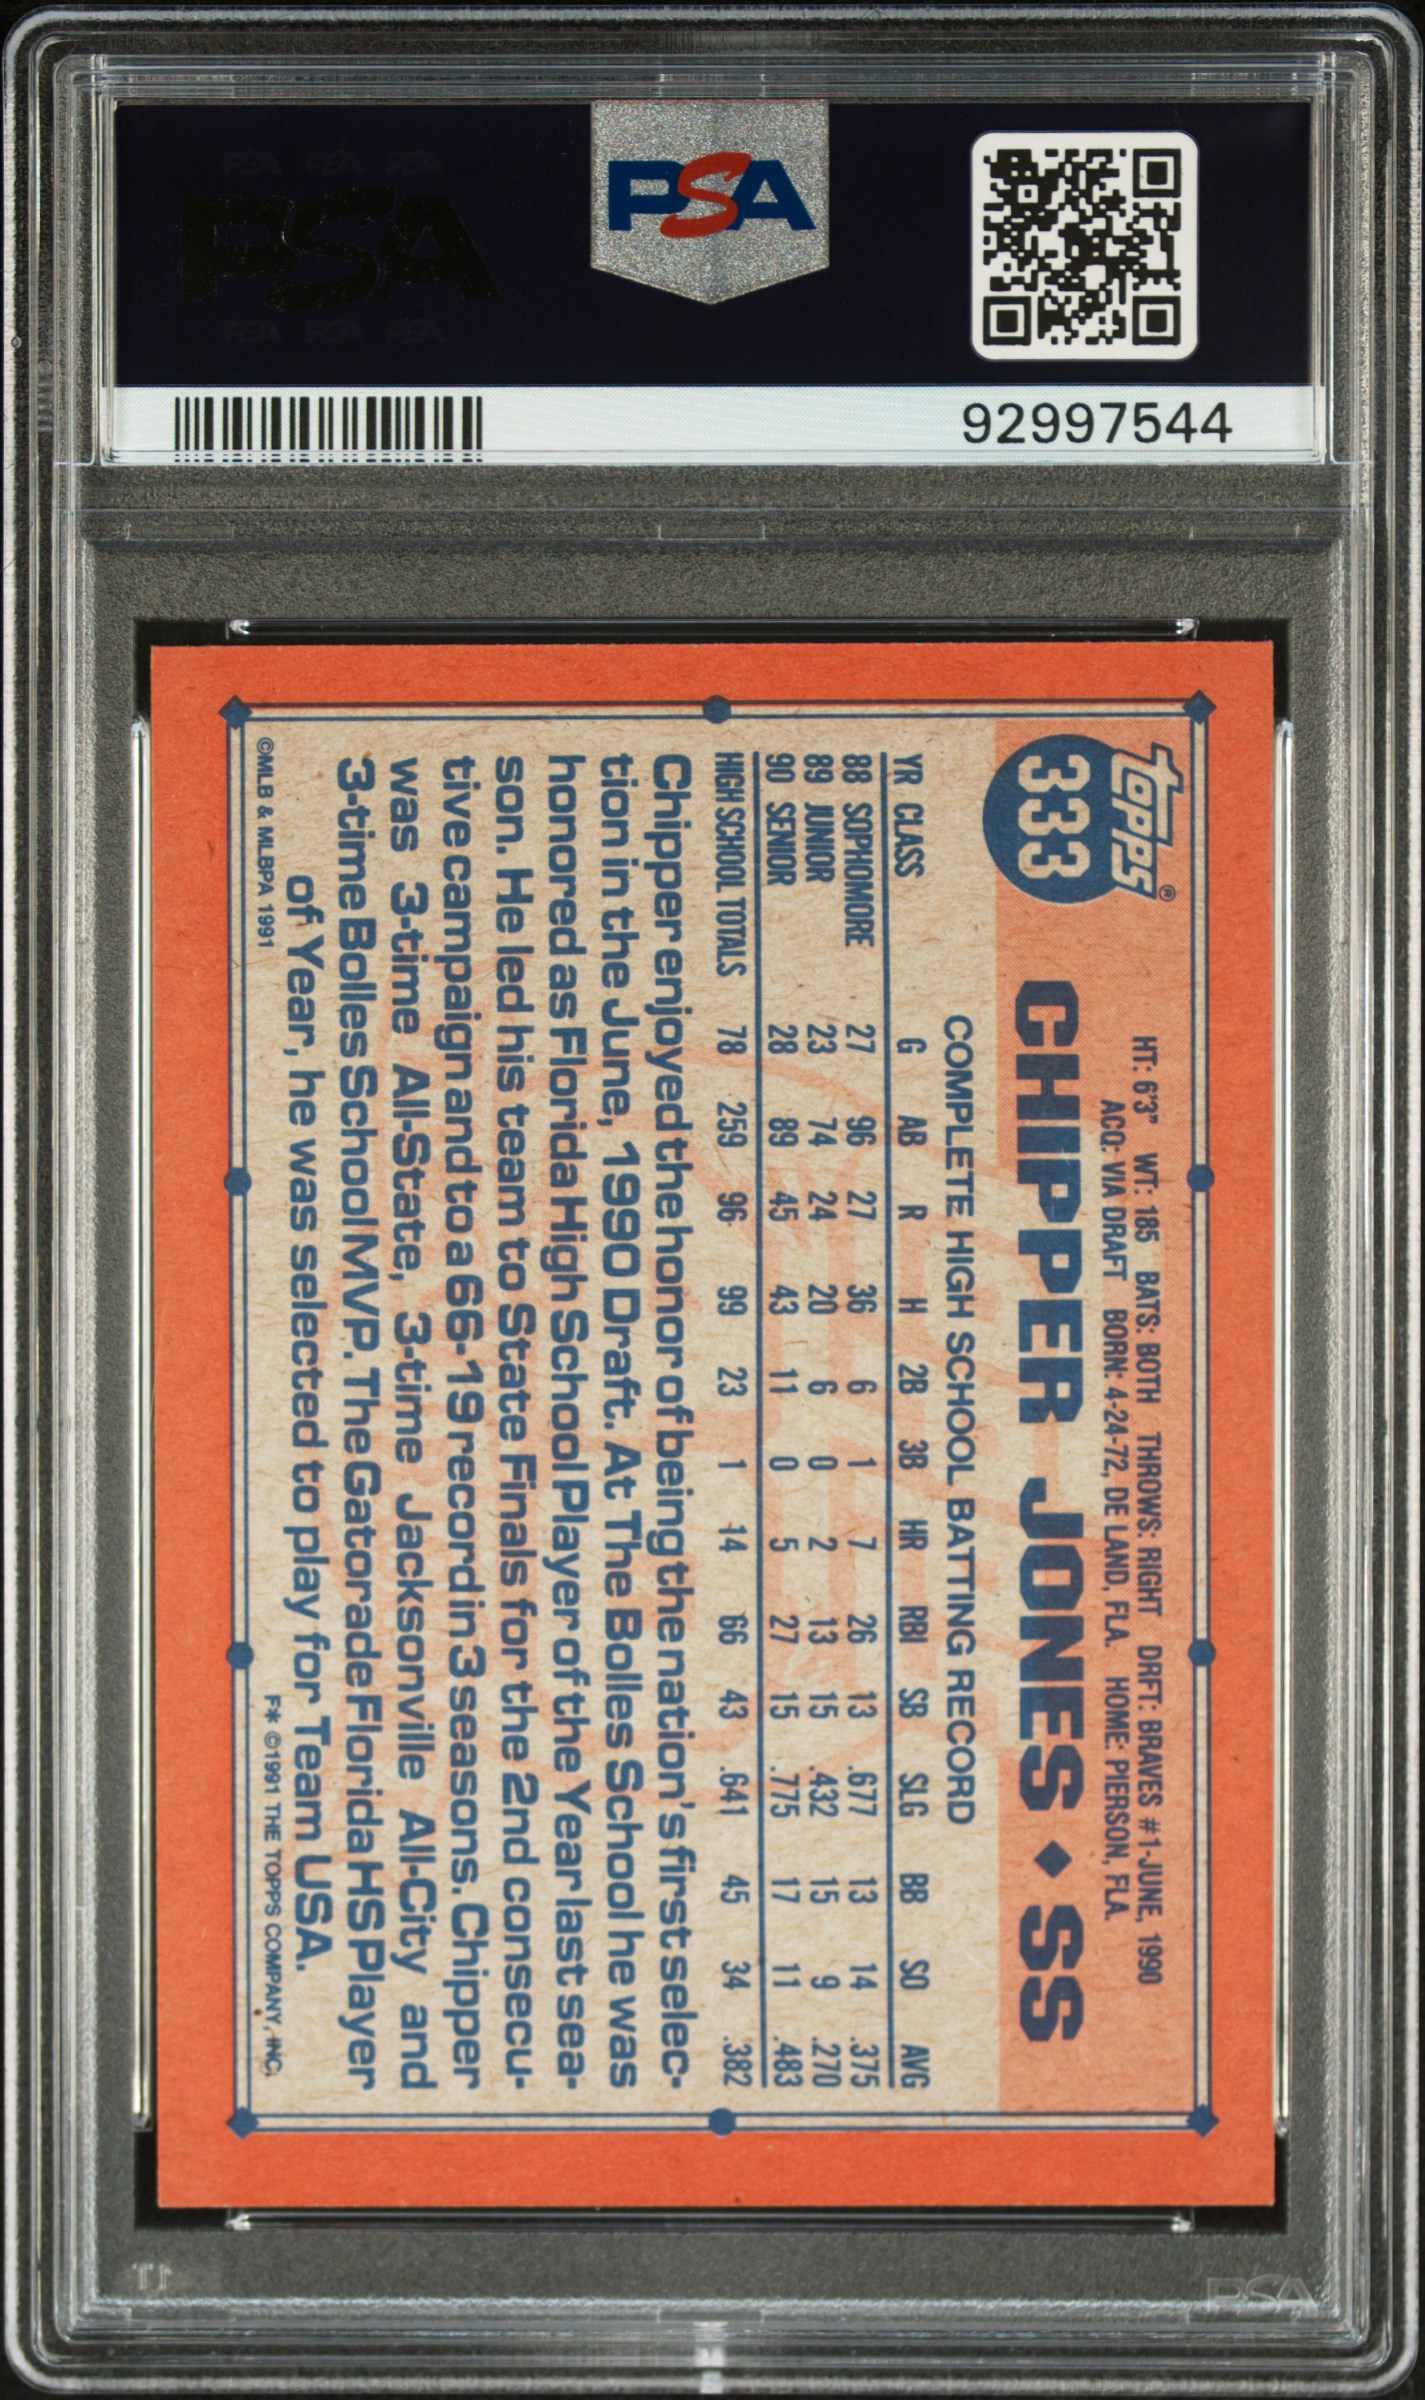 PSA PSA PSA
PSA
PSA PSA PSA
PSA
92997544
topps®
333
HT: 6'3" WT: 185 BATS: BOTH THROWS: RIGHT DRFT: BRAVES #1-JUNE, 1990
ACQ: VIA DRAFT BORN: 4-24-72, DE LAND, FLA. HOME: PIERSON, FLA.
CHIPPER JONES ♦ SS
COMPLETE HIGH SCHOOL BATTING RECORD
YR CLASS G AB R H 2B 3B HR RBI SB SLG BB SO AVG
88 SOPHOMORE 27 96 27 36 6 1 7 26 13 .677 13 14 .375
89 JUNIOR 23 74 24 20 6 0 2 13 15 .432 15 9 .270
90 SENIOR 28 89 45 43 11 0 5 27 15 .775 17 11 .483
HIGH SCHOOL TOTALS 78 259 96 99 23 1 14 66 43 .641 45 34 .382
Chipper enjoyed the honor of being the nation's first selec-
tion in the June, 1990 Draft. At The Bolles School he was
honored as Florida High School Player of the Year last sea-
son. He led his team to State Finals for the 2nd consecu-
tive campaign and to a 66-19 record in 3 seasons. Chipper
was 3-time All-State, 3-time Jacksonville All-City and
3-time Bolles School MVP. The Gatorade Florida HS Player
of Year, he was selected to play for Team USA.
©MLB & MLBPA 1991
F* ©1991 THE TOPPS COMPANY, INC.
PSA